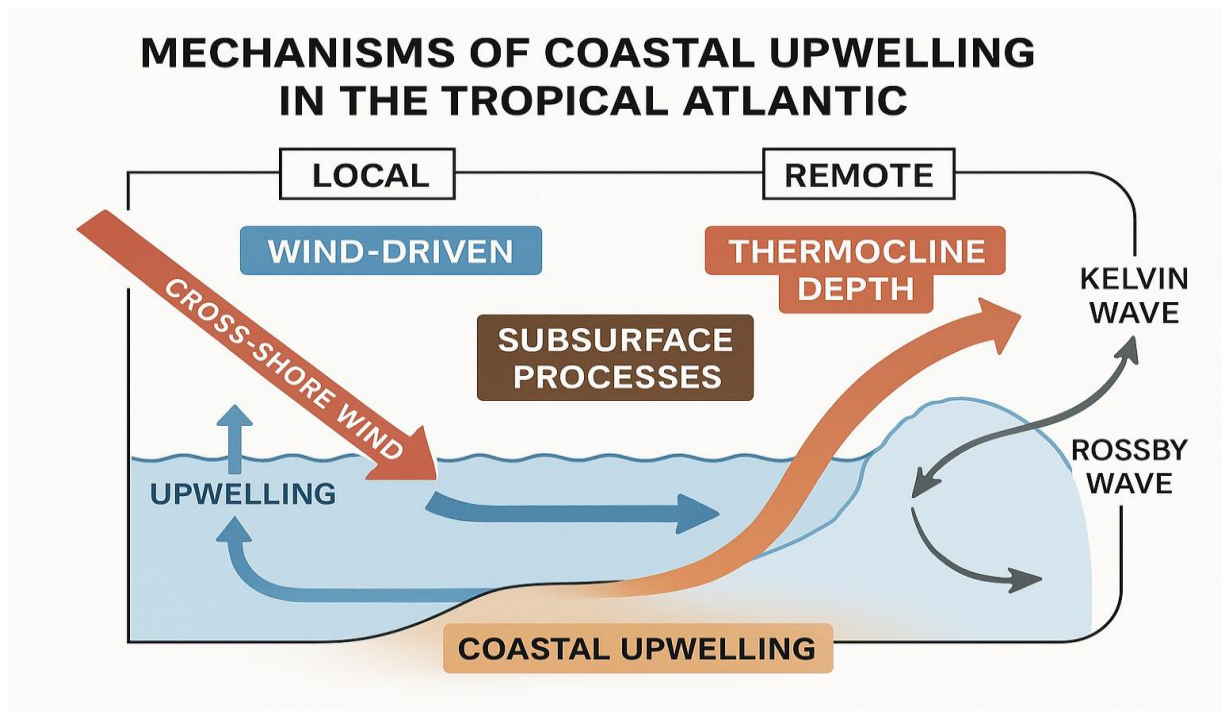 MECHANISMS OF COASTAL UPWELLING
IN THE TROPICAL ATLANTIC
LOCAL
REMOTE
WIND-DRIVEN
THERMOCLINE
DEPTH
KELVIN
WAVE
CROSS-SHORE WIND
SUBSURFACE
PROCESSES
ROSSBY
WAVE
UPWELLING
COASTAL UPWELLING